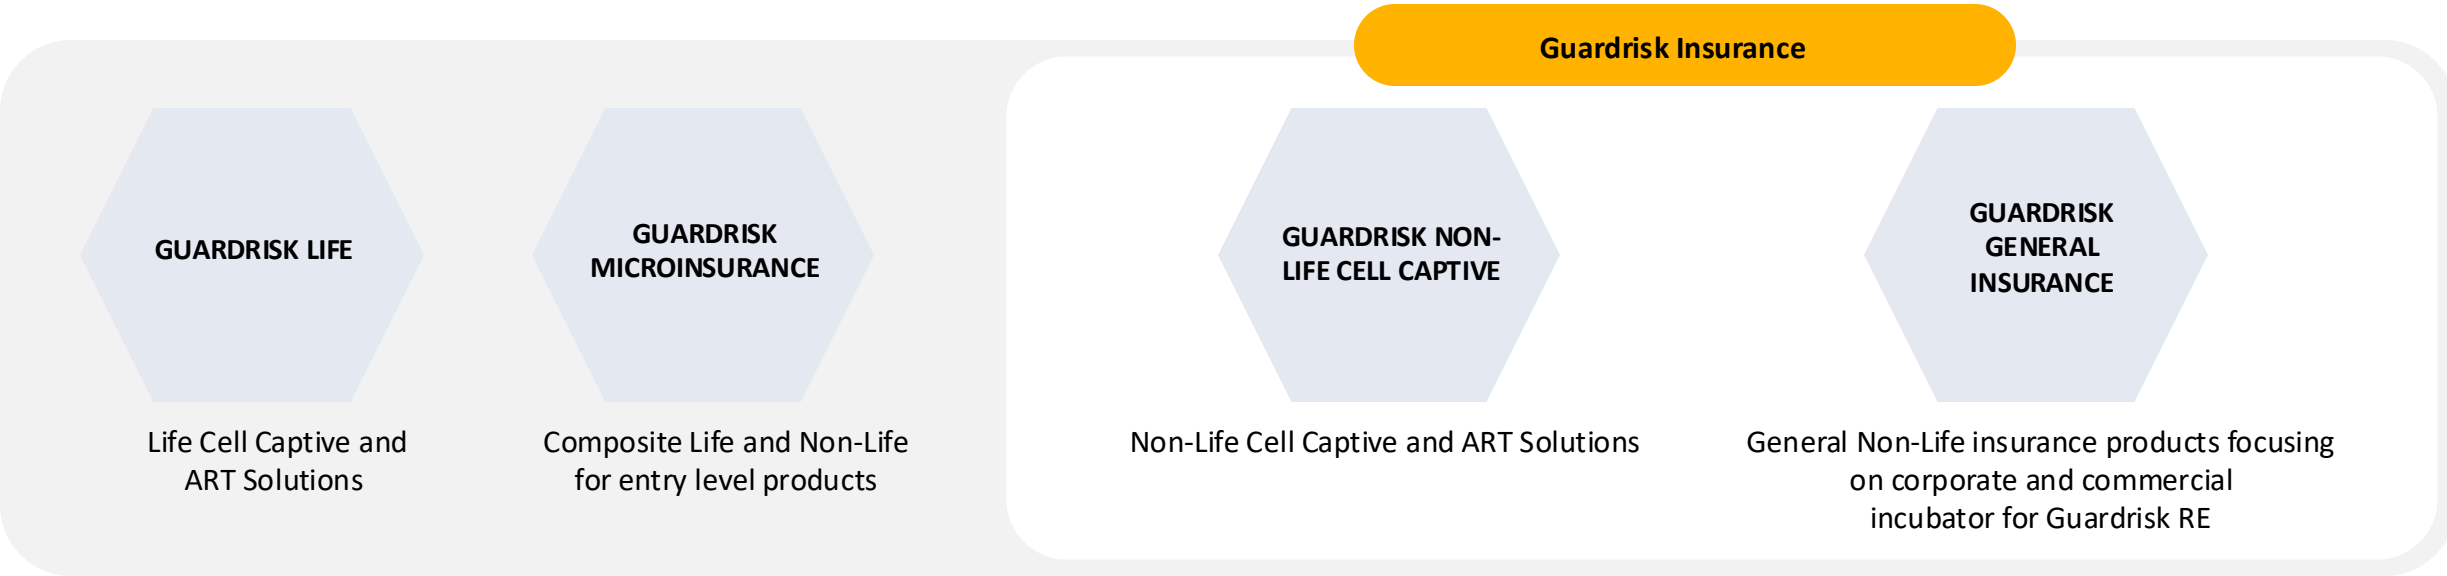 Guardrisk Insurance
GUARDRISK LIFE
Life Cell Captive and
ART Solutions
GUARDRISK
MICROINSURANCE
Composite Life and Non-Life
for entry level products
GUARDRISK NON-
LIFE CELL CAPTIVE
Non-Life Cell Captive and ART Solutions
GUARDRISK
GENERAL
INSURANCE
General Non-Life insurance products focusing
on corporate and commercial
incubator for Guardrisk RE